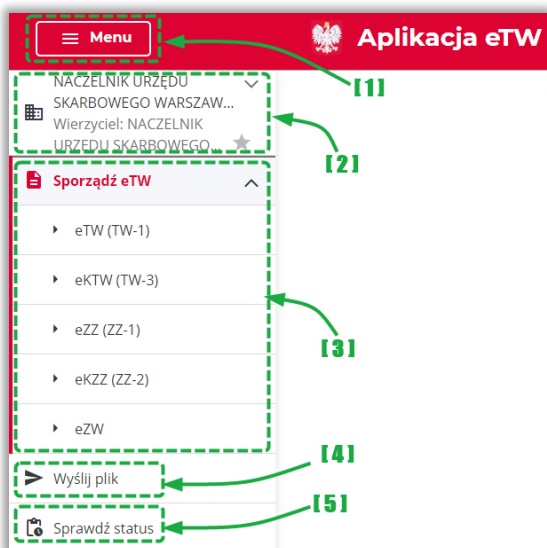 Menu
Aplikacja eTW
[1]
NACZELNIK URZĘDU
SKARBOWEGO WARSZAW...
Wierzyciel: NACZELNIK
URZĘDU SKARBOWEGO...
[2]
Sporządź eTW
eTW (TW-1)
eKTW (TW-3)
eZZ (ZZ-1)
[3]
eKZZ (ZZ-2)
eZW
[4]
Wyślij plik
[5]
Sprawdź status